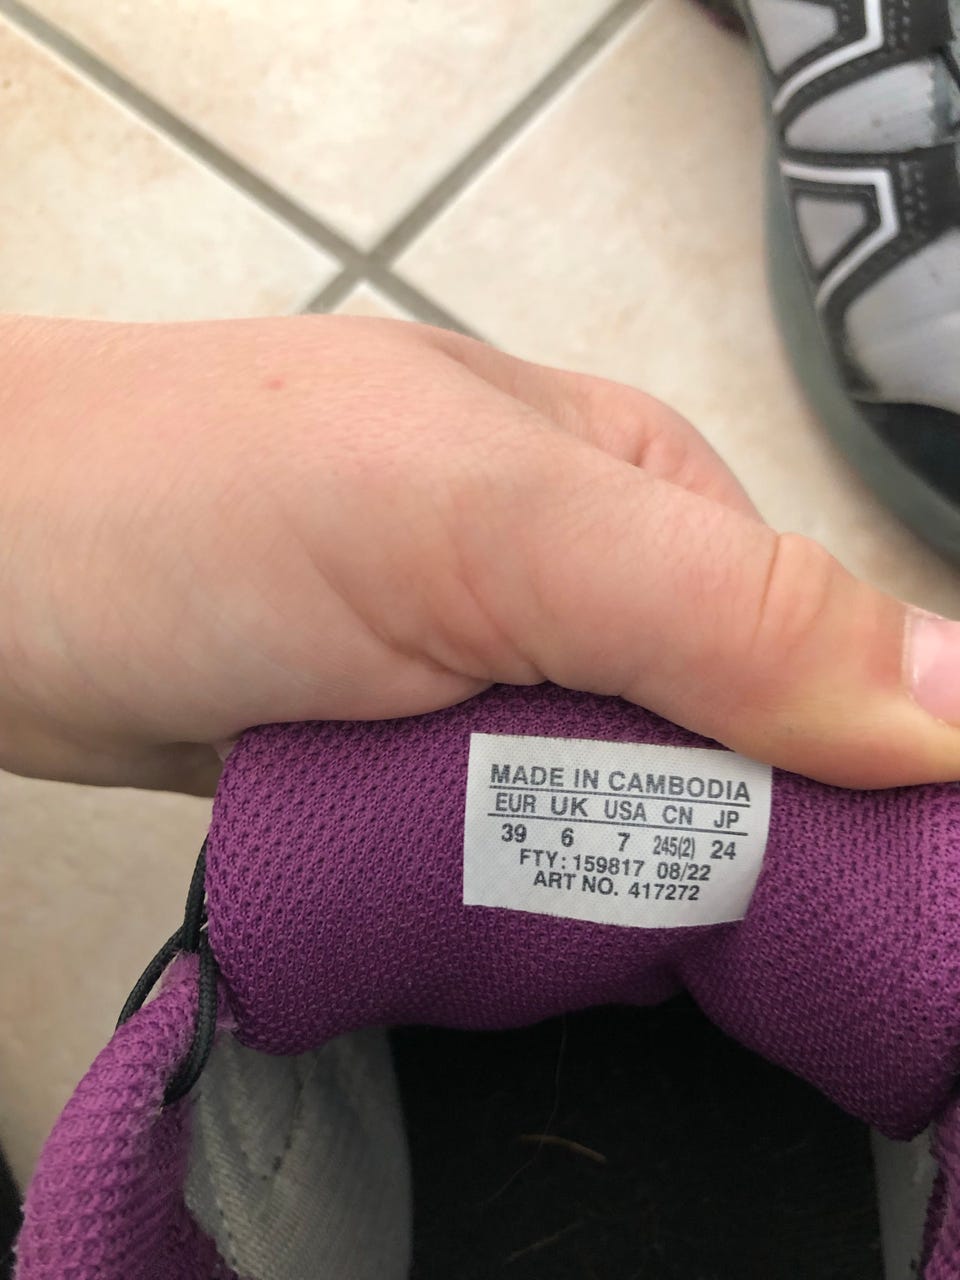 MADE IN CAMBODIA
EUR UK USA CN JP
39 6 7 245(2) 24
FTY: 159817 08/22
ART NO. 417272